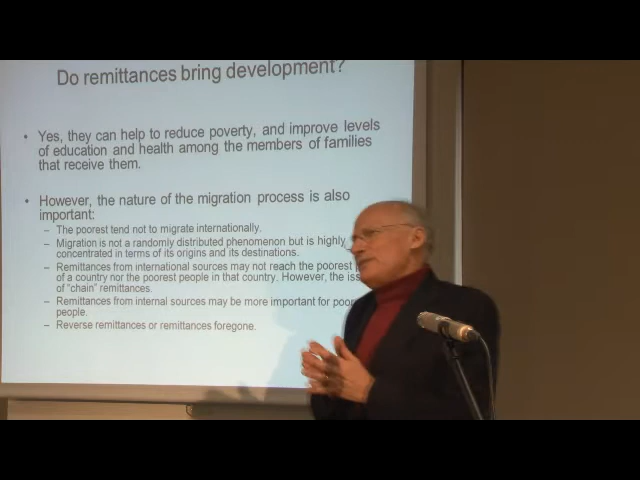 Do remittances bring development?
• Yes, they can help to reduce poverty, and improve levels
of education and health among the members of families
that receive them.
• However, the nature of the migration process is also
important:
– The poorest tend not to migrate internationally.
– Migration is not a randomly distributed phenomenon but is highly
concentrated in terms of its origins and its destinations.
– Remittances from international sources may not reach the poorest
of a country nor the poorest people in that country. However, the
of "chain" remittances.
– Remittances from internal sources may be more important for
people.
– Reverse remittances or remittances foregone.